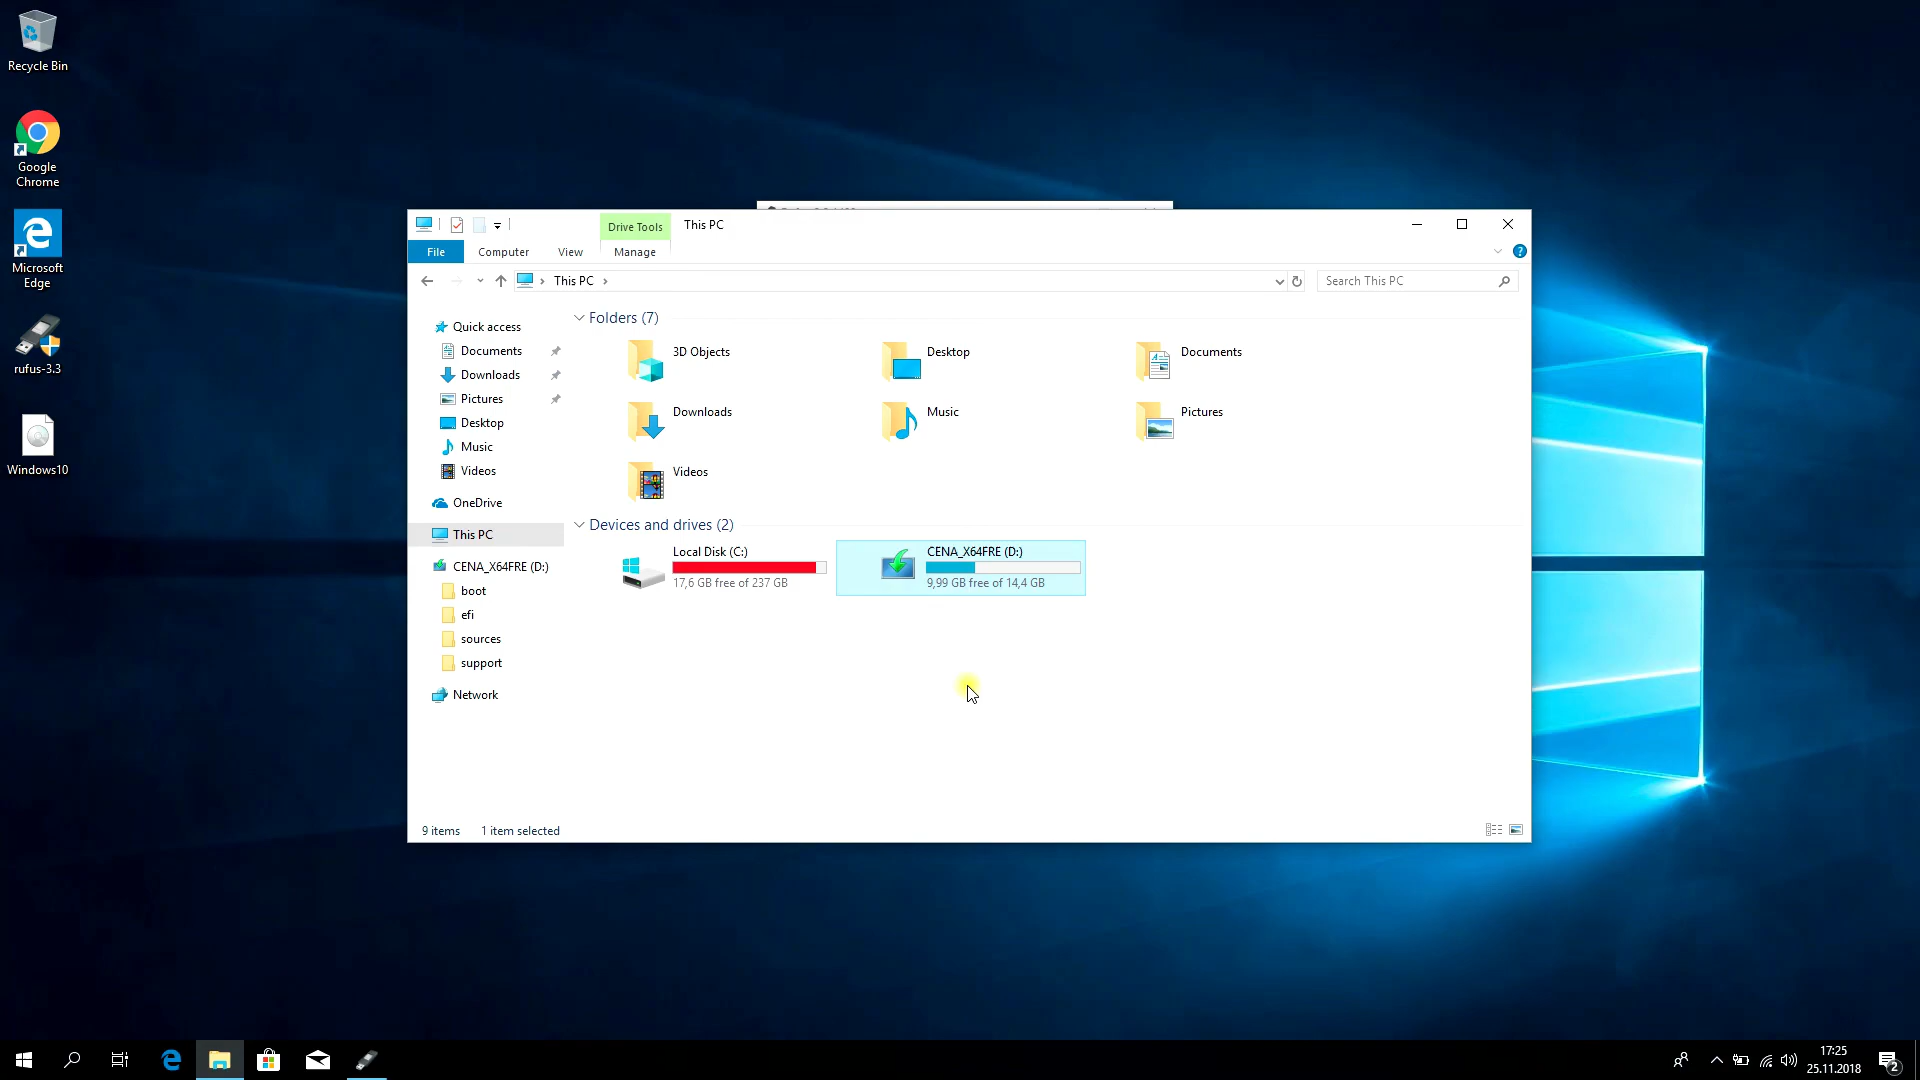 Recycle Bin
Google
Chrome
Microsoft
Edge
rufus-3.3
Windows10
Drive Tools
This PC
File
Computer
View
Manage
This PC
Search This PC
Quick access
Documents
Downloads
Pictures
Desktop
Music
Videos
OneDrive
This PC
CENA_X64FRE (D:)
boot
efi
sources
support
Network
Folders (7)
3D Objects
Desktop
Documents
Downloads
Music
Pictures
Videos
Devices and drives (2)
Local Disk (C:)
17,6 GB free of 237 GB
CENA_X64FRE (D:)
9,99 GB free of 14,4 GB
9 items
1 item selected
17:25
25.11.2018
2